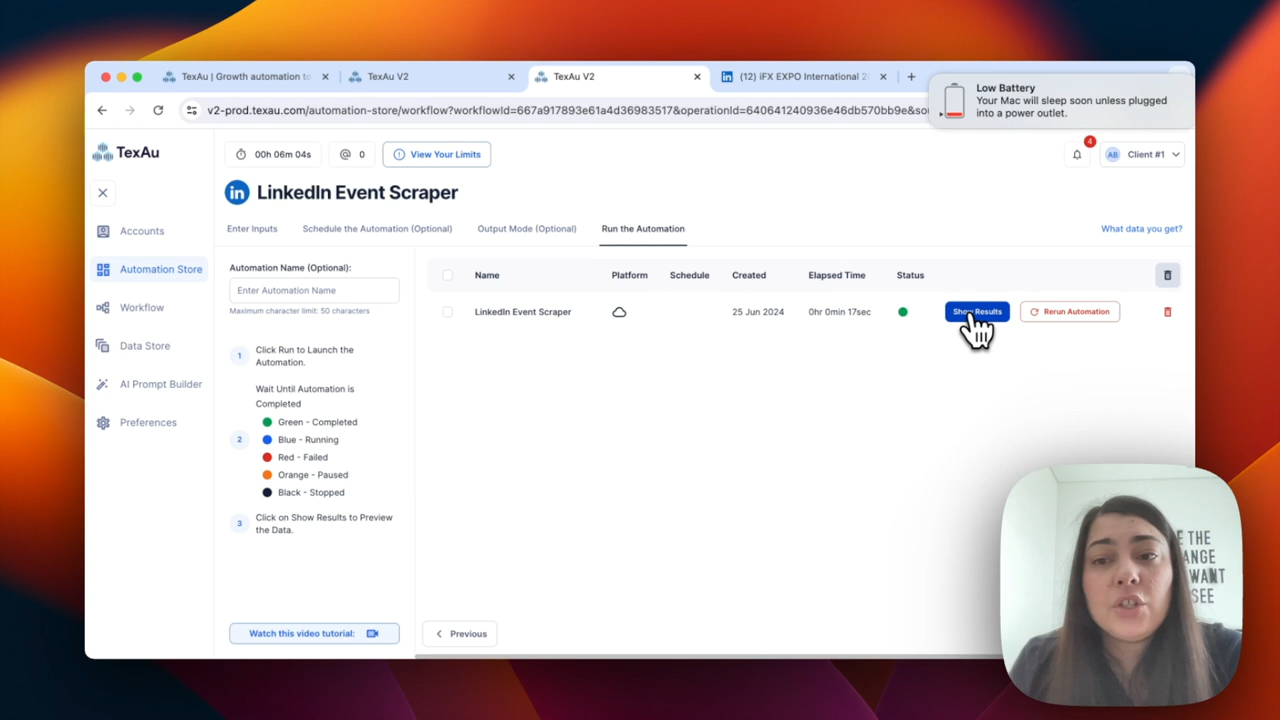 TexAu | Growth automation to
TexAu V2
TexAu V2
(12) iFX EXPO International 2
v2-prod.texau.com/automation-store/workflow?workflowId=667a917893e61a4d36983517&operationId=640641240936e46db570bb9e&sou
Low Battery
Your Mac will sleep soon unless plugged
into a power outlet.
TexAu
00h 06m 04s
@ 0
View Your Limits
4
AB
Client #1
in
LinkedIn Event Scraper
Enter Inputs
Schedule the Automation (Optional)
Output Mode (Optional)
Run the Automation
What data you get?
Accounts
Automation Store
Workflow
Data Store
AI Prompt Builder
Preferences
Automation Name (Optional):
Enter Automation Name
Maximum character limit: 50 characters
1
Click Run to Launch the
Automation.
2
Wait Until Automation is
Completed
Green - Completed
Blue - Running
Red - Failed
Orange - Paused
Black - Stopped
3
Click on Show Results to Preview
the Data.
Watch this video tutorial:
Name
Platform
Schedule
Created
Elapsed Time
Status
LinkedIn Event Scraper
25 Jun 2024
0hr 0min 17sec
Show Results
Rerun Automation
Previous
E THE
ANGE
WANT
SEE